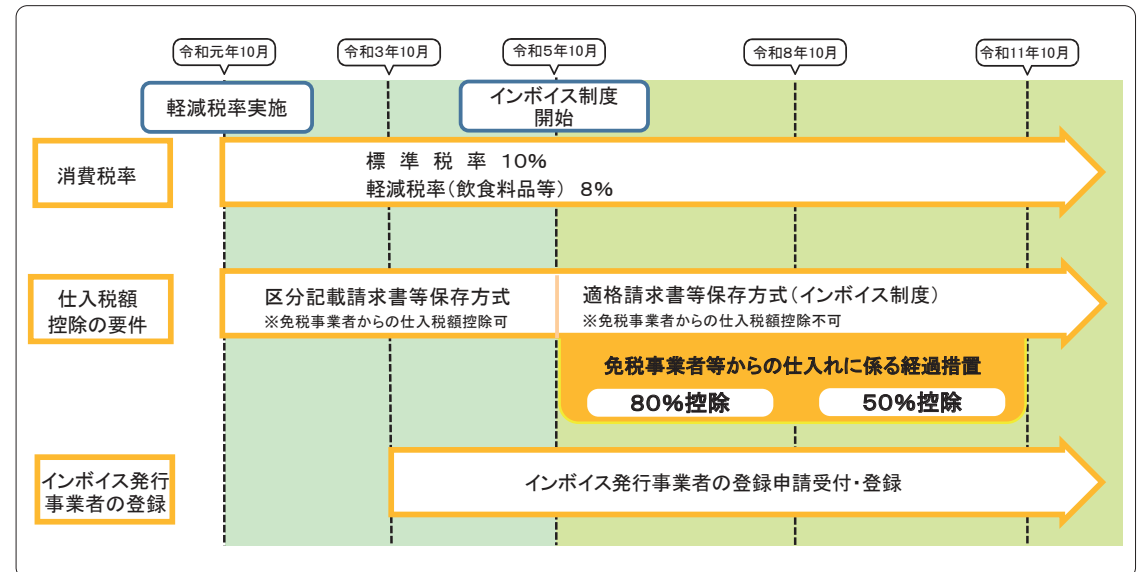 令和元年10月
令和3年10月
令和5年10月
令和8年10月
令和11年10月
軽減税率実施
インボイス制度
開始
消費税率
標準税率 10%
軽減税率(飲食料品等) 8%
仕入税額
控除の要件
区分記載請求書等保存方式
※免税事業者からの仕入税額控除可
適格請求書等保存方式(インボイス制度)
※免税事業者からの仕入税額控除不可
免税事業者等からの仕入れに係る経過措置
80%控除
50%控除
インボイス発行
事業者の登録
インボイス発行事業者の登録申請受付・登録